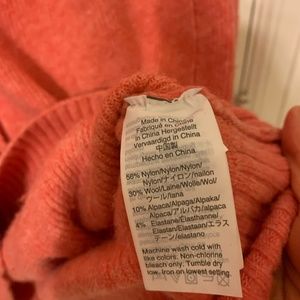 Made in China/
Fabriqué en Chine/
in China Hergestellt
Vervaardigd in China/
中国製
Hecho en China
56% Nylon/Nylon/Nylon/
Nylon/ナイロン/nailon
30% Wool/Laine/Wolle/Wol/
ウール/lana
10% Alpaca/Alpaga/Alpaka/
alpaca/アルパカ/alpaca
4% Elastane/Elasthanne/
Elastan/Elastaan/エラス
テーン/elastano
Machine wash cold with
like colors. Non-chlorine
bleach only. Tumble dry
low. Iron on lowest setting.